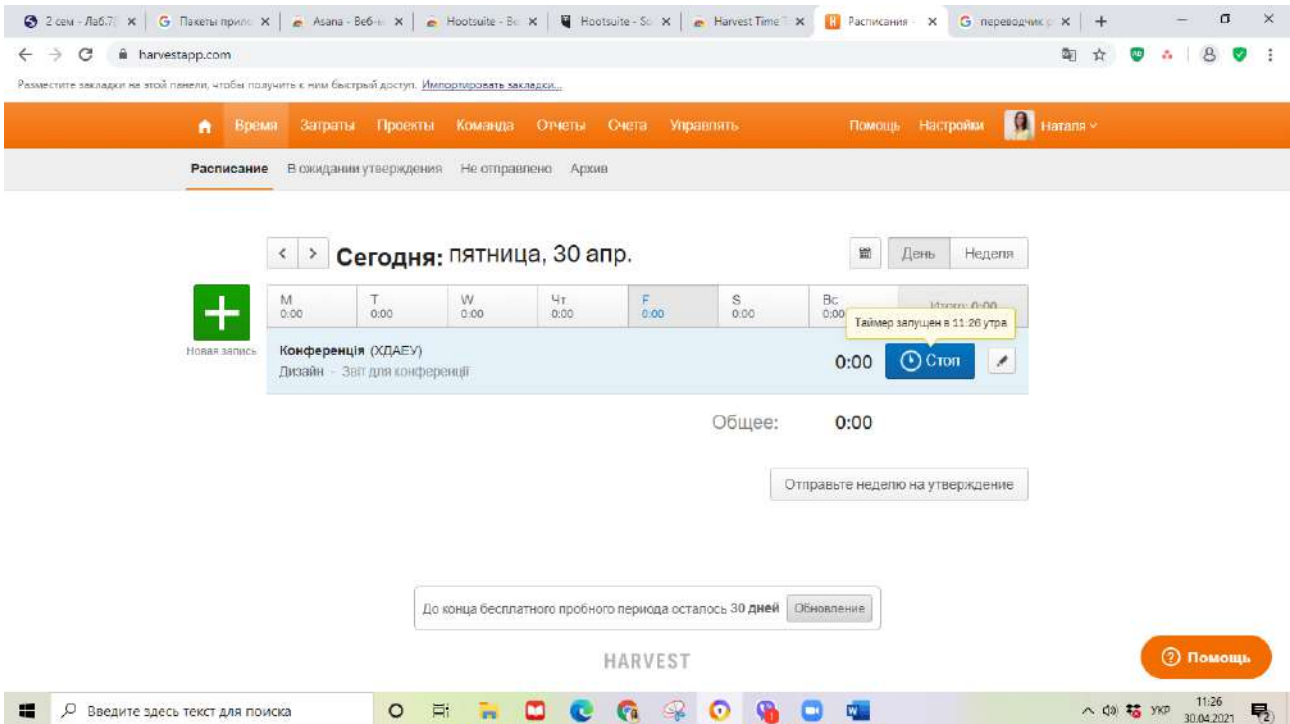 2 сем - Лаб.7
Пакеты прило
Asana - Веб-
Hootsuite - Be
Hootsuite - So
Harvest Time T
Расписания -
переводчик р
harvestapp.com
Разместите закладки на этой панели, чтобы получить к ним быстрый доступ. Импортировать закладки...
Время Затраты Проекты Команда Отчеты Счета Управлять Помощь Настройки Наталя
Расписание В ожидании утверждения Не отправлено Архив
Сегодня: пятница, 30 апр. День Неделя
M T W Чт F S Вс Итого: 0:00
0:00 0:00 0:00 0:00 0:00 0:00 0:00
Таймер запущен в 11:26 утра
Новая запись
Конференція (ХДАЕУ) 0:00 Стоп
Дизайн - Звіт для конференції
Общее: 0:00
Отправьте неделю на утверждение
До конца бесплатного пробного периода осталось 30 дней Обновление
HARVEST
Помощь
Введите здесь текст для поиска
УКР
11:26
30.04.2021
2